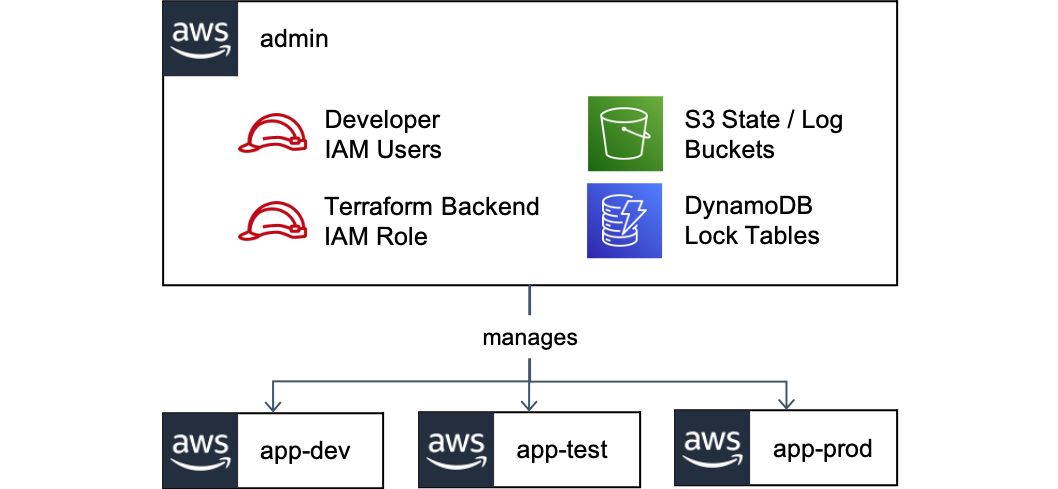 aws
admin
Developer
IAM Users
S3 State / Log
Buckets
Terraform Backend
IAM Role
DynamoDB
Lock Tables
manages
aws
app-dev
aws
app-test
aws
app-prod